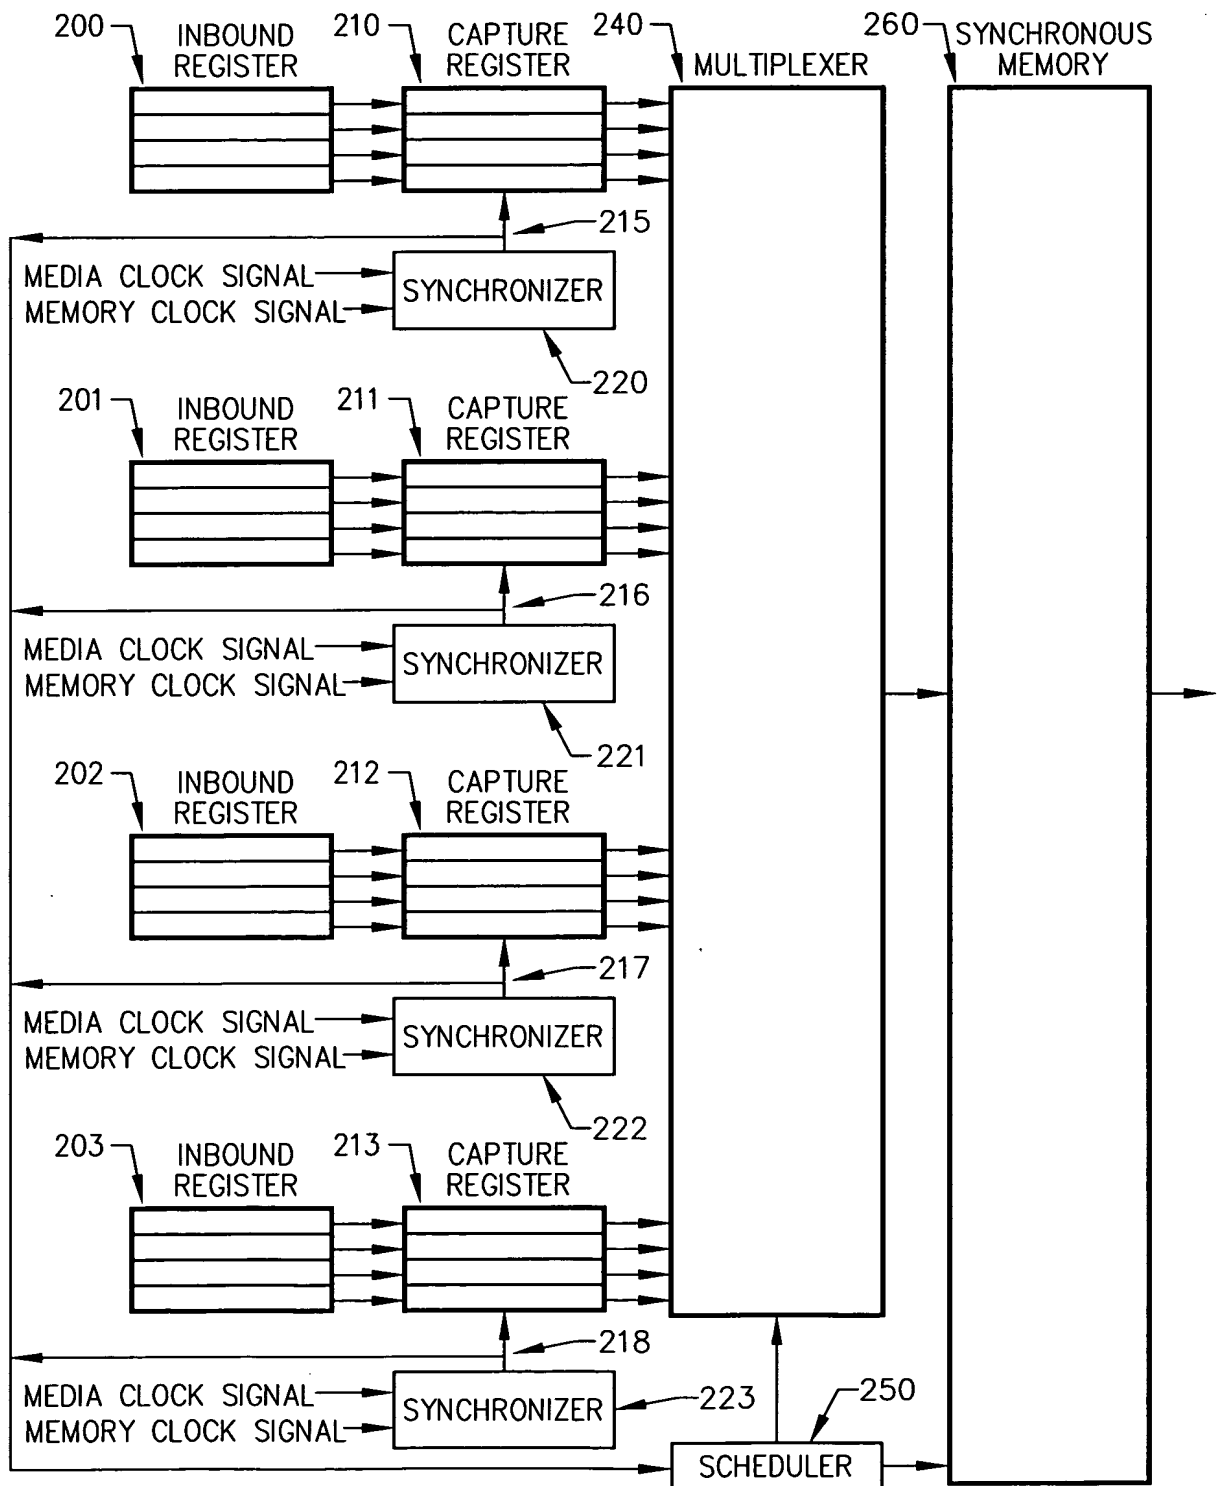 200
INBOUND
REGISTER
210
CAPTURE
REGISTER
240
MULTIPLEXER
260
SYNCHRONOUS
MEMORY
215
MEDIA CLOCK SIGNAL
MEMORY CLOCK SIGNAL
SYNCHRONIZER
220
201
INBOUND
REGISTER
211
CAPTURE
REGISTER
216
MEDIA CLOCK SIGNAL
MEMORY CLOCK SIGNAL
SYNCHRONIZER
221
202
INBOUND
REGISTER
212
CAPTURE
REGISTER
217
MEDIA CLOCK SIGNAL
MEMORY CLOCK SIGNAL
SYNCHRONIZER
222
203
INBOUND
REGISTER
213
CAPTURE
REGISTER
218
MEDIA CLOCK SIGNAL
MEMORY CLOCK SIGNAL
SYNCHRONIZER
223
250
SCHEDULER